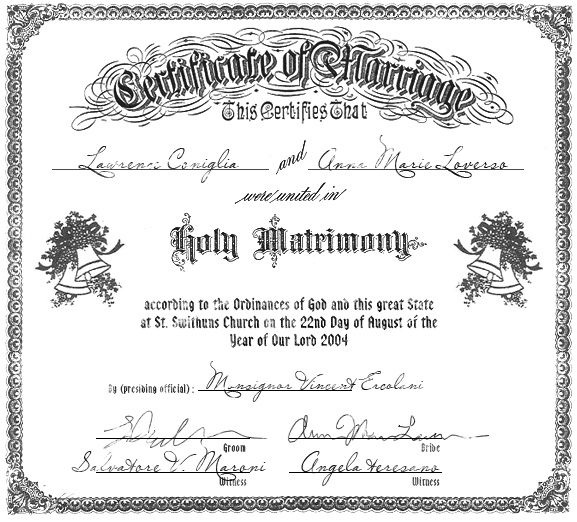 Certificate of Marriage
This Certifies That
Lawrence Coniglia and Anna Marie Loverso
were united in
Holy Matrimony
according to the Ordinances of God and this great State
at St. Swithuns Church on the 22nd Day of August of the
Year of Our Lord 2004
By (presiding official): Monsignor Vincent Ercolani
Groom Bride
Salvatore V. Maroni Angela Teresano
Witness Witness